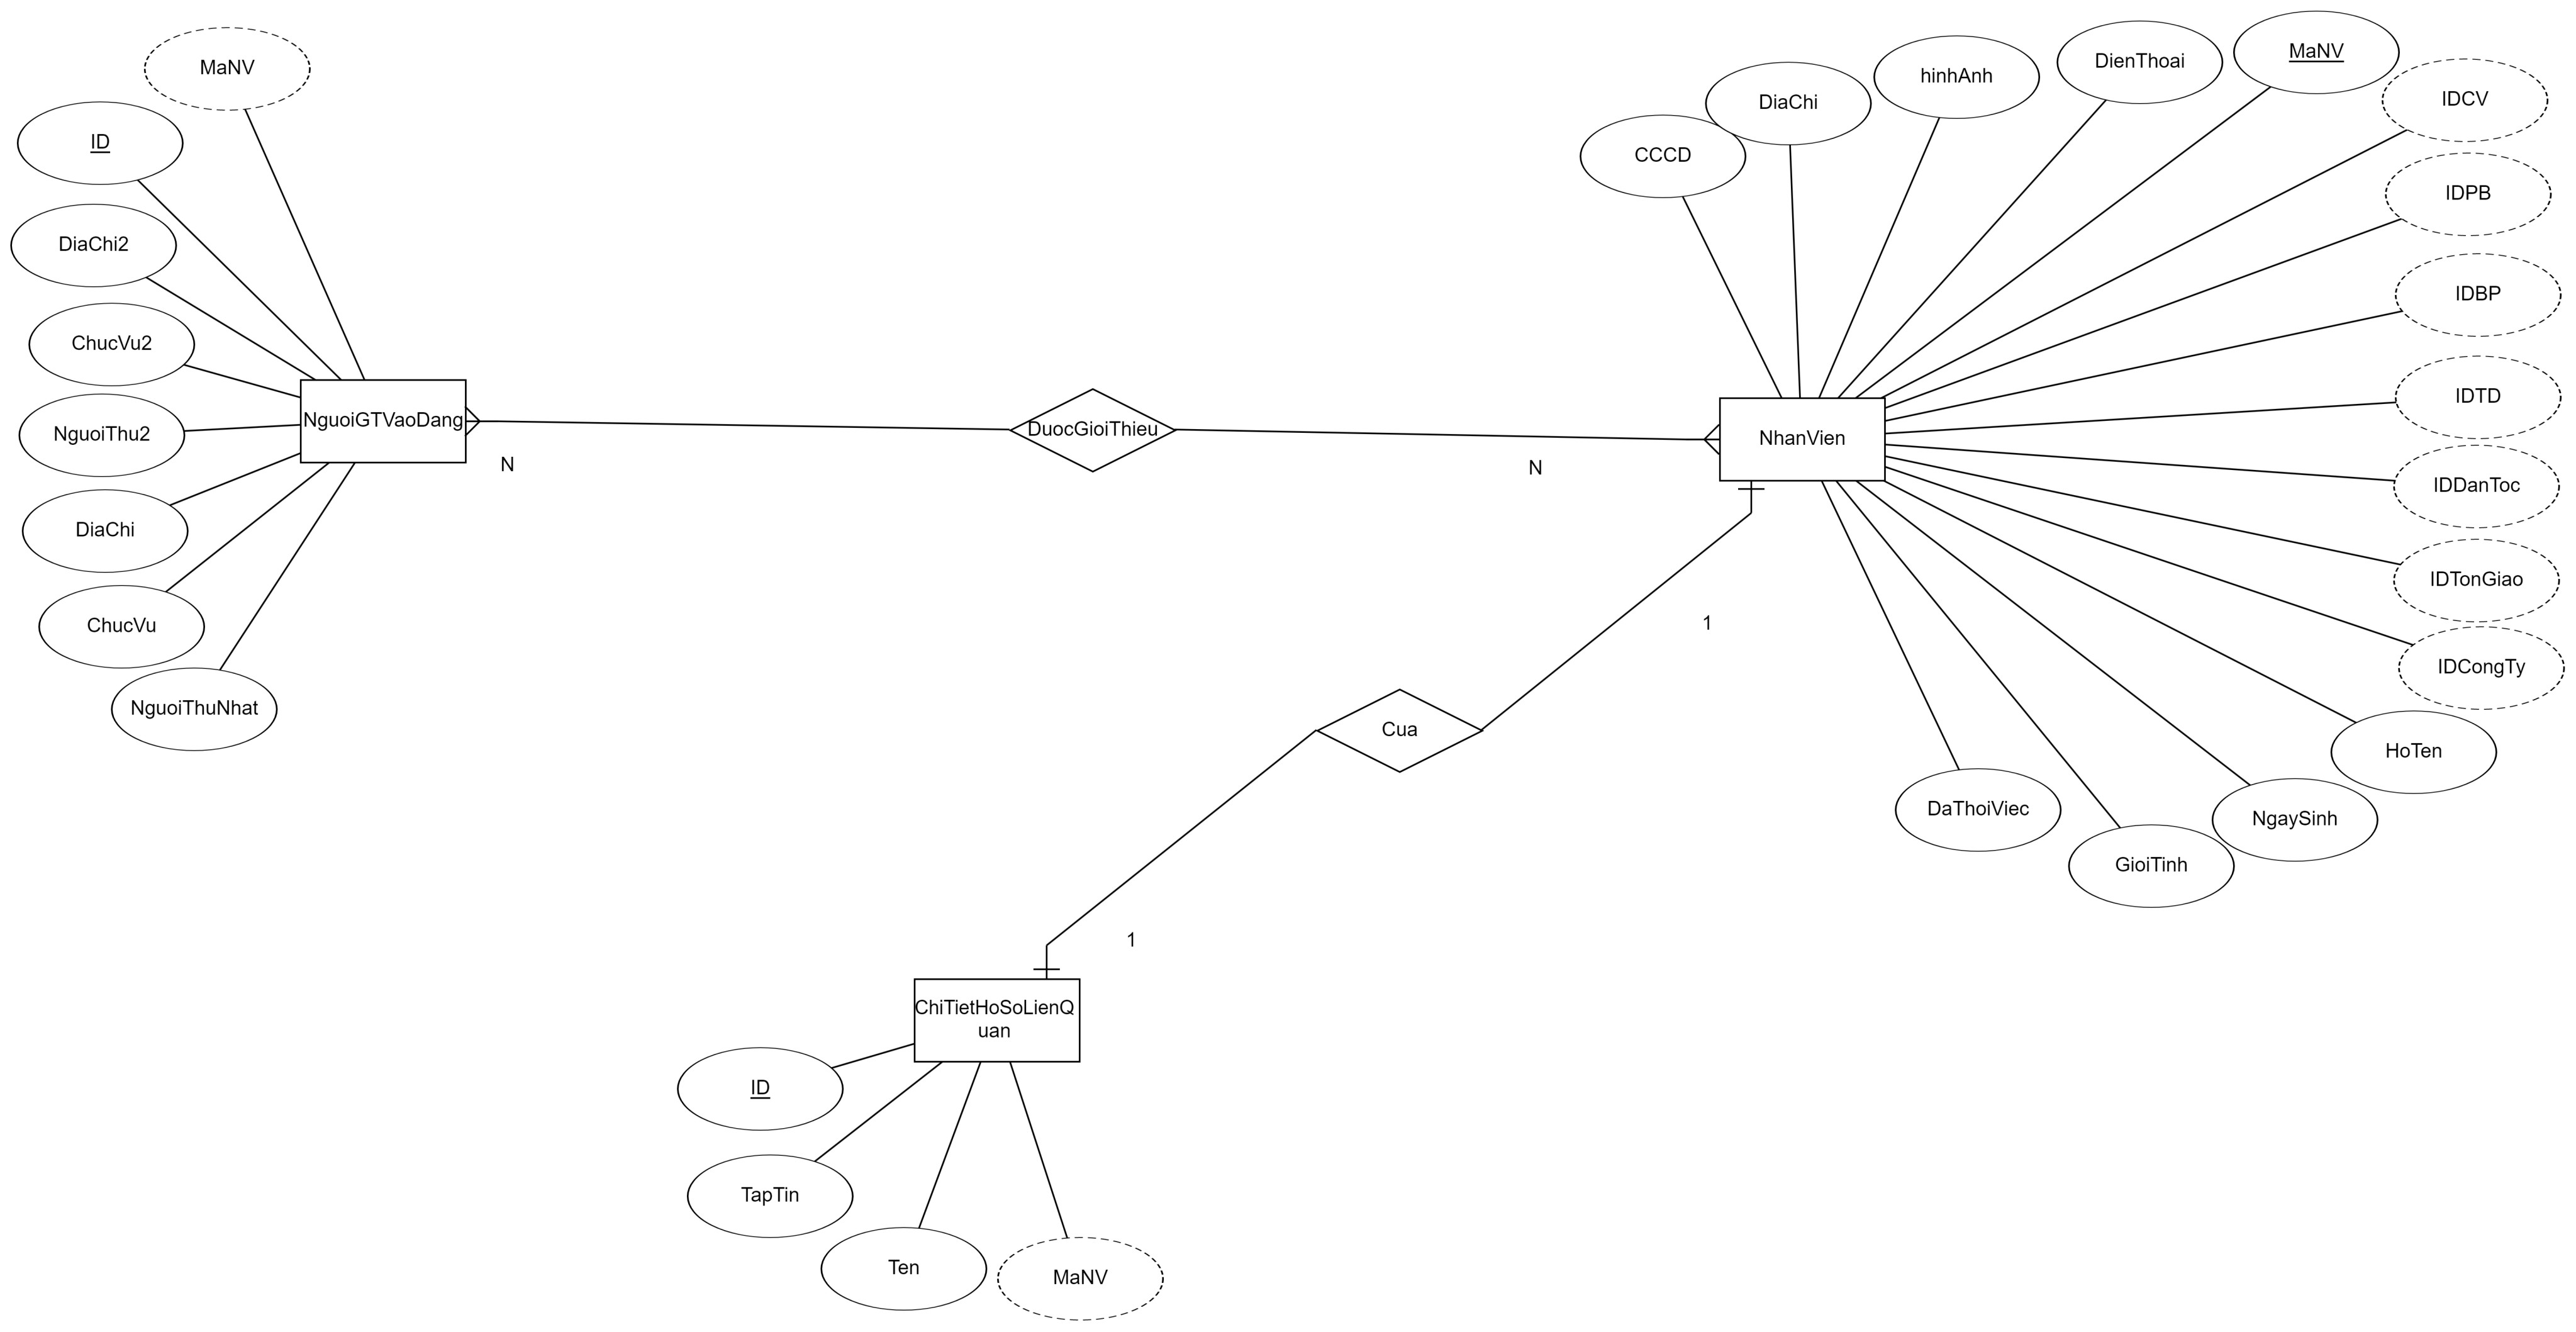 MaNV
ID
DiaChi2
ChucVu2
NguoiThu2
DiaChi
ChucVu
NguoiThuNhat
NguoiGTVaoDang
N
DuocGioiThieu
N
NhanVien
CCCD
DiaChi
hinhAnh
DienThoai
MaNV
IDCV
IDPB
IDBP
IDTD
IDDanToc
IDTonGiao
IDCongTy
HoTen
NgaySinh
GioiTinh
DaThoiViec
1
Cua
1
ChiTietHoSoLienQ
uan
ID
TapTin
Ten
MaNV